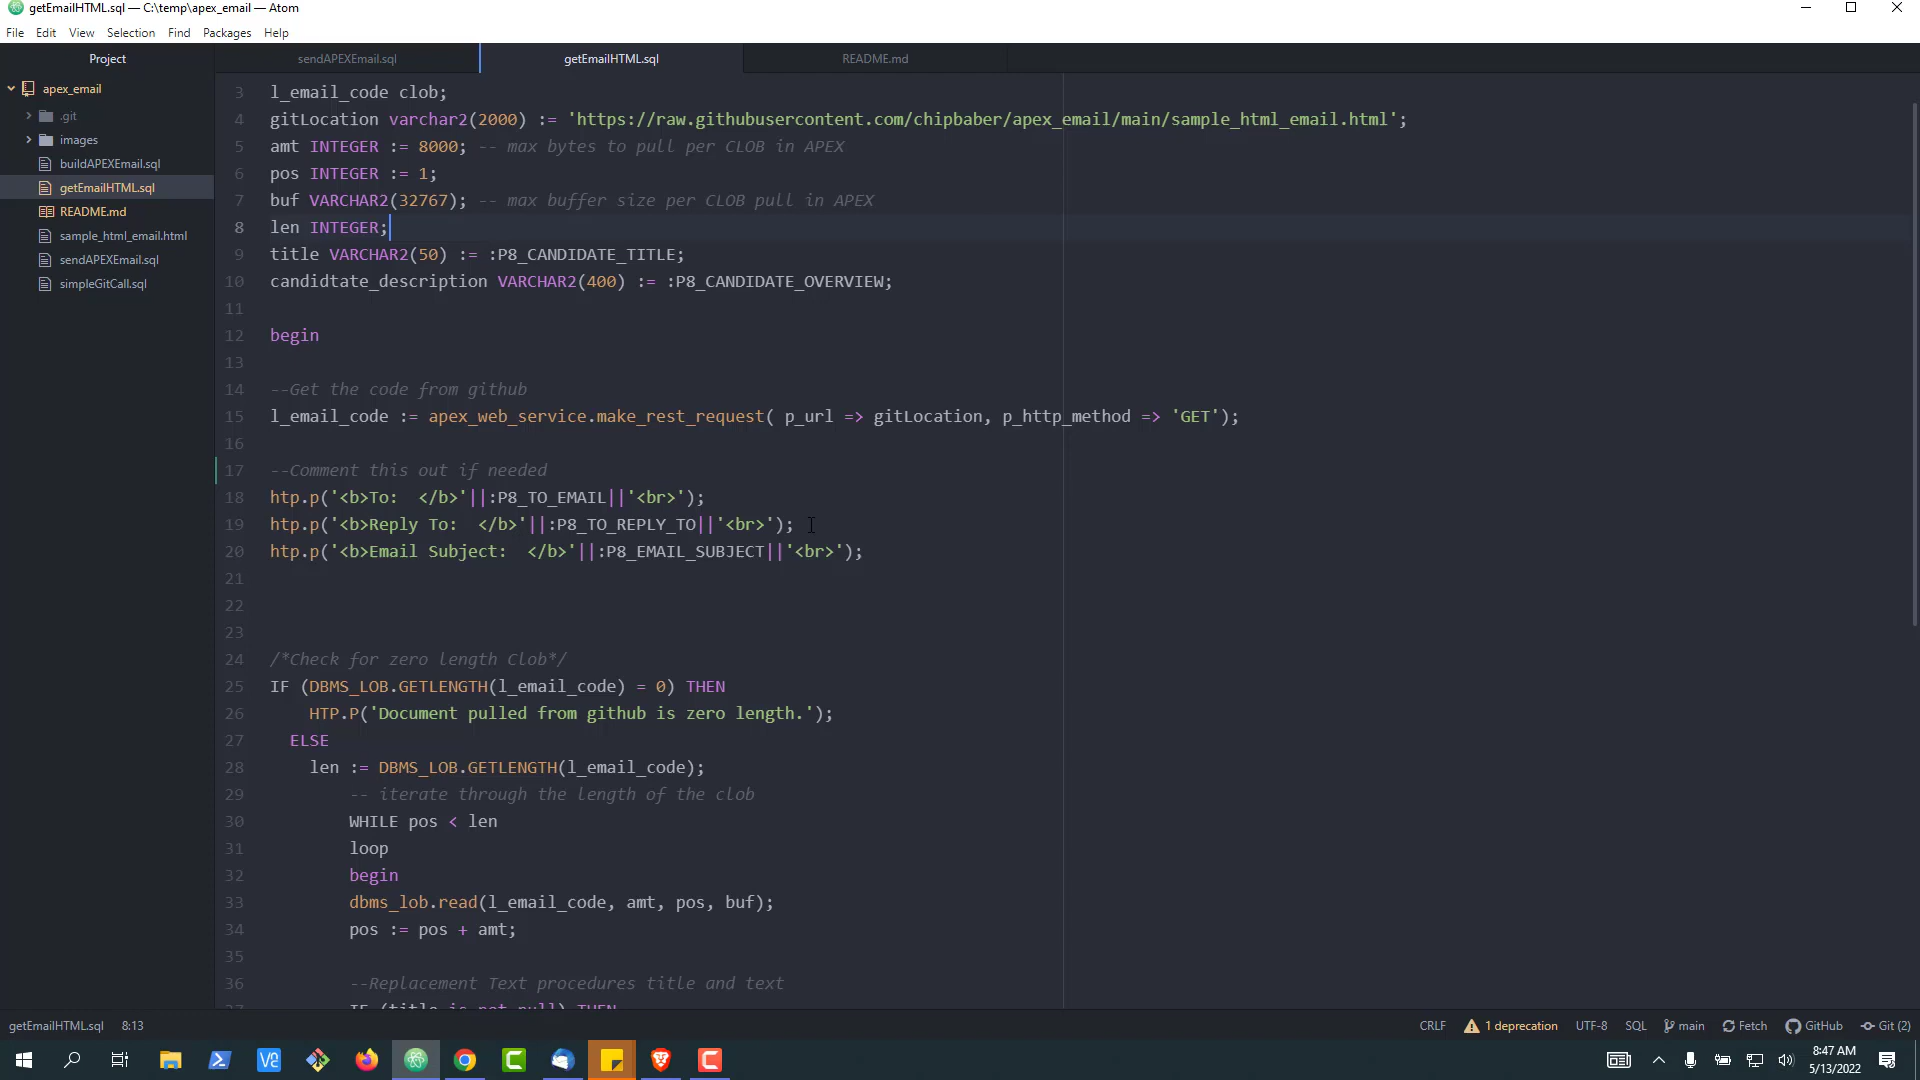 getEmailHTML.sql — C:\temp\apex_email — Atom
File Edit View Selection Find Packages Help
Project
sendAPEXEmail.sql
getEmailHTML.sql
README.md
apex_email
.git
images
buildAPEXEmail.sql
getEmailHTML.sql
README.md
sample_html_email.html
sendAPEXEmail.sql
simpleGitCall.sql
3 l_email_code clob;
4 gitLocation varchar2(2000) := 'https://raw.githubusercontent.com/chipbaber/apex_email/main/sample_html_email.html';
5 amt INTEGER := 8000; -- max bytes to pull per CLOB in APEX
6 pos INTEGER := 1;
7 buf VARCHAR2(32767); -- max buffer size per CLOB pull in APEX
8 len INTEGER;
9 title VARCHAR2(50) := :P8_CANDIDATE_TITLE;
10 candidtate_description VARCHAR2(400) := :P8_CANDIDATE_OVERVIEW;
11
12 begin
13
14 --Get the code from github
15 l_email_code := apex_web_service.make_rest_request( p_url => gitLocation, p_http_method => 'GET');
16
17 --Comment this out if needed
18 htp.p('<b>To:  </b>'||:P8_TO_EMAIL||'<br>');
19 htp.p('<b>Reply To:  </b>'||:P8_TO_REPLY_TO||'<br>');
20 htp.p('<b>Email Subject:  </b>'||:P8_EMAIL_SUBJECT||'<br>');
21
22
23
24 /*Check for zero length Clob*/
25 IF (DBMS_LOB.GETLENGTH(l_email_code) = 0) THEN
26 HTP.P('Document pulled from github is zero length.');
27 ELSE
28 len := DBMS_LOB.GETLENGTH(l_email_code);
29 -- iterate through the length of the clob
30 WHILE pos < len
31 loop
32 begin
33 dbms_lob.read(l_email_code, amt, pos, buf);
34 pos := pos + amt;
35
36 --Replacement Text procedures title and text
37 IF (title is not null) THEN
getEmailHTML.sql 8:13
CRLF 1 deprecation UTF-8 SQL main Fetch GitHub Git (2)
8:47 AM
5/13/2022